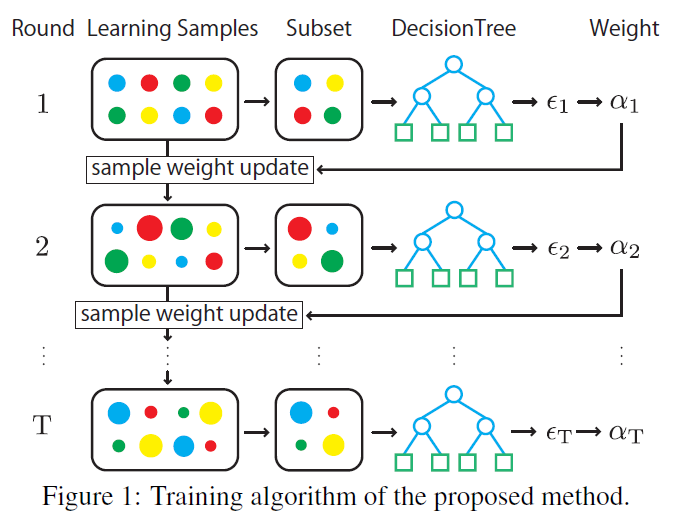 Round Learning Samples Subset DecisionTree Weight
1 ϵ1 α1
sample weight update
2 ϵ2 α2
sample weight update
T ϵT αT
Figure 1: Training algorithm of the proposed method.